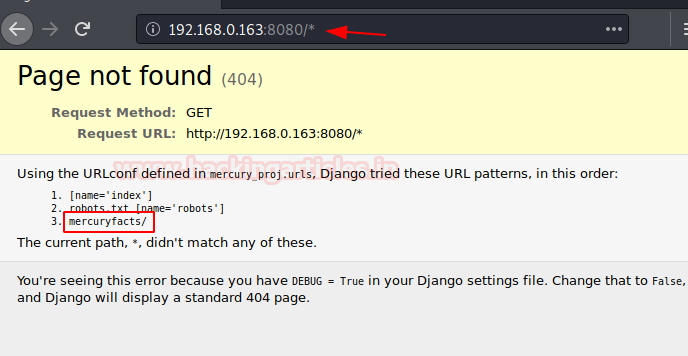 192.168.0.163:8080/*
Page not found (404)
Request Method: GET
Request URL: http://192.168.0.163:8080/*
www.hackingarticles.in
Using the URLconf defined in mercury_proj.urls, Django tried these URL patterns, in this order:
1. [name='index']
2. robots.txt [name='robots']
3. mercuryfacts/
The current path, *, didn't match any of these.
You're seeing this error because you have DEBUG = True in your Django settings file. Change that to False,
and Django will display a standard 404 page.